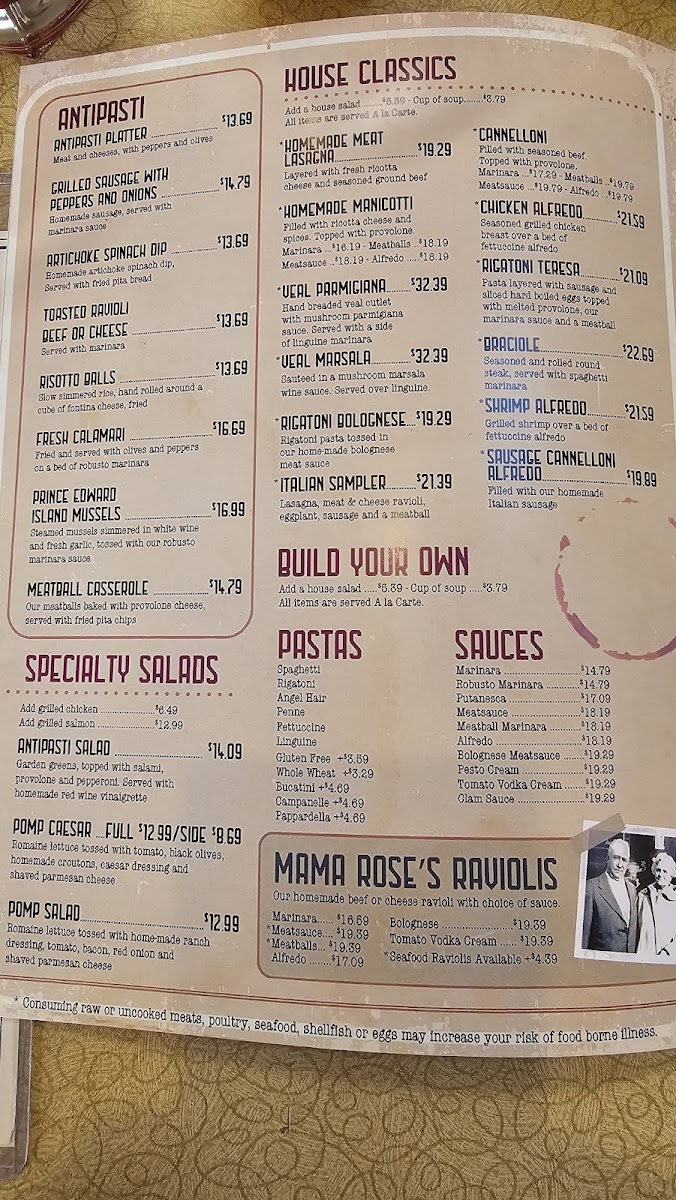 ANTIPASTI
ANTIPASTI PLATTER ........................ $13.69
Meat and cheeses, with peppers and olives
GRILLED SAUSAGE WITH
PEPPERS AND ONIONS ................ $14.79
Homemade sausage, served with
marinara sauce
ARTICHOKE SPINACH DIP .............. $13.69
Homemade artichoke spinach dip,
Served with fried pita bread
TOASTED RAVIOLI
BEEF OR CHEESE ........................ $13.69
Served with marinara
RISOTTO BALLS ........................... $13.69
Slow simmered rice, hand rolled around a
cube of fontina cheese, fried
FRESH CALAMARI ........................ $16.69
Fried and served with olives and peppers
on a bed of robusto marinara
PRINCE EDWARD
ISLAND MUSSELS ........................ $16.99
Steamed mussels simmered in white wine
and fresh garlic, tossed with our robusto
marinara sauce
MEATBALL CASSEROLE ............... $14.79
Our meatballs baked with provolone cheese,
served with fried pita chips
SPECIALTY SALADS
Add grilled chicken ................. $6.49
Add grilled salmon .................. $12.99
ANTIPASTI SALAD ........................ $14.09
Garden greens, topped with salami,
provolone and pepperoni. Served with
homemade red wine vinaigrette
POMP CAESAR ....FULL $12.99/SIDE $8.69
Romaine lettuce tossed with tomato, black olives,
homemade croutons, caesar dressing and
shaved parmesan cheese
POMP SALAD............................... $12.99
Romaine lettuce tossed with home-made ranch
dressing, tomato, bacon, red onion and
shaved parmesan cheese
HOUSE CLASSICS
Add a house salad ........$5.39 - Cup of soup.......$3.79
All items are served A la Carte.
*HOMEMADE MEAT
LASAGNA........................ $19.29
Layered with fresh ricotta
cheese and seasoned ground beef
*HOMEMADE MANICOTTI
Filled with ricotta cheese and
spices. Topped with provolone.
Marinara ...$16.19 - Meatballs ..$18.19
Meatsauce ..$18.19 - Alfredo .....$18.19
*VEAL PARMIGIANA....... $32.39
Hand breaded veal cutlet
with mushroom parmigiana
sauce. Served with a side
of linguine marinara
*VEAL MARSALA............ $32.39
Sauteed in a mushroom marsala
wine sauce. Served over linguine.
*RIGATONI BOLOGNESE... $19.29
Rigatoni pasta tossed in
our home-made bolognese
meat sauce
*ITALIAN SAMPLER......... $21.39
Lasagna, meat & cheese ravioli,
eggplant, sausage and a meatball
*CANNELLONI
Filled with seasoned beef.
Topped with provolone.
Marinara ...$17.29 - Meatballs ..$19.79
Meatsauce ...$19.79 - Alfredo ...$19.79
*CHICKEN ALFREDO.......... $21.59
Seasoned grilled chicken
breast over a bed of
fettuccine alfredo
*RIGATONI TERESA........... $21.09
Pasta layered with sausage and
sliced hard boiled eggs topped
with melted provolone, our
marinara sauce and a meatball
*BRACIOLE ...................... $22.69
Seasoned and rolled round
steak, served with spaghetti
marinara
*SHRIMP ALFREDO............ $21.59
Grilled shrimp over a bed of
fettuccine alfredo
*SAUSAGE CANNELLONI
ALFREDO........................ $19.89
Filled with our homemade
Italian sausage
BUILD YOUR OWN
Add a house salad .....$5.39 - Cup of soup .....$3.79
All items are served A la Carte.
PASTAS
Spaghetti
Rigatoni
Angel Hair
Penne
Fettuccine
Linguine
Gluten Free +$3.59
Whole Wheat +$3.29
Bucatini +$4.69
Campanelle +$4.69
Pappardella +$4.69
SAUCES
Marinara ........................ $14.79
Robusto Marinara ............ $14.79
Putanesca ...................... $17.09
Meatsauce ...................... $18.19
Meatball Marinara ............ $18.19
Alfredo .......................... $18.19
Bolognese Meatsauce ....... $19.29
Pesto Cream ................... $19.29
Tomato Vodka Cream ....... $19.29
Clam Sauce .................... $19.29
MAMA ROSE'S RAVIOLIS
Our homemade beef or cheese ravioli with choice of sauce.
Marinara...... $16.59
*Meatsauce.... $19.39
*Meatballs... $19.39
Alfredo ........ $17.09
Bolognese ........................ $19.39
Tomato Vodka Cream ...... $19.39
*Seafood Raviolis Available +$4.39
* Consuming raw or uncooked meats, poultry, seafood, shellfish or eggs may increase your risk of food borne illness.